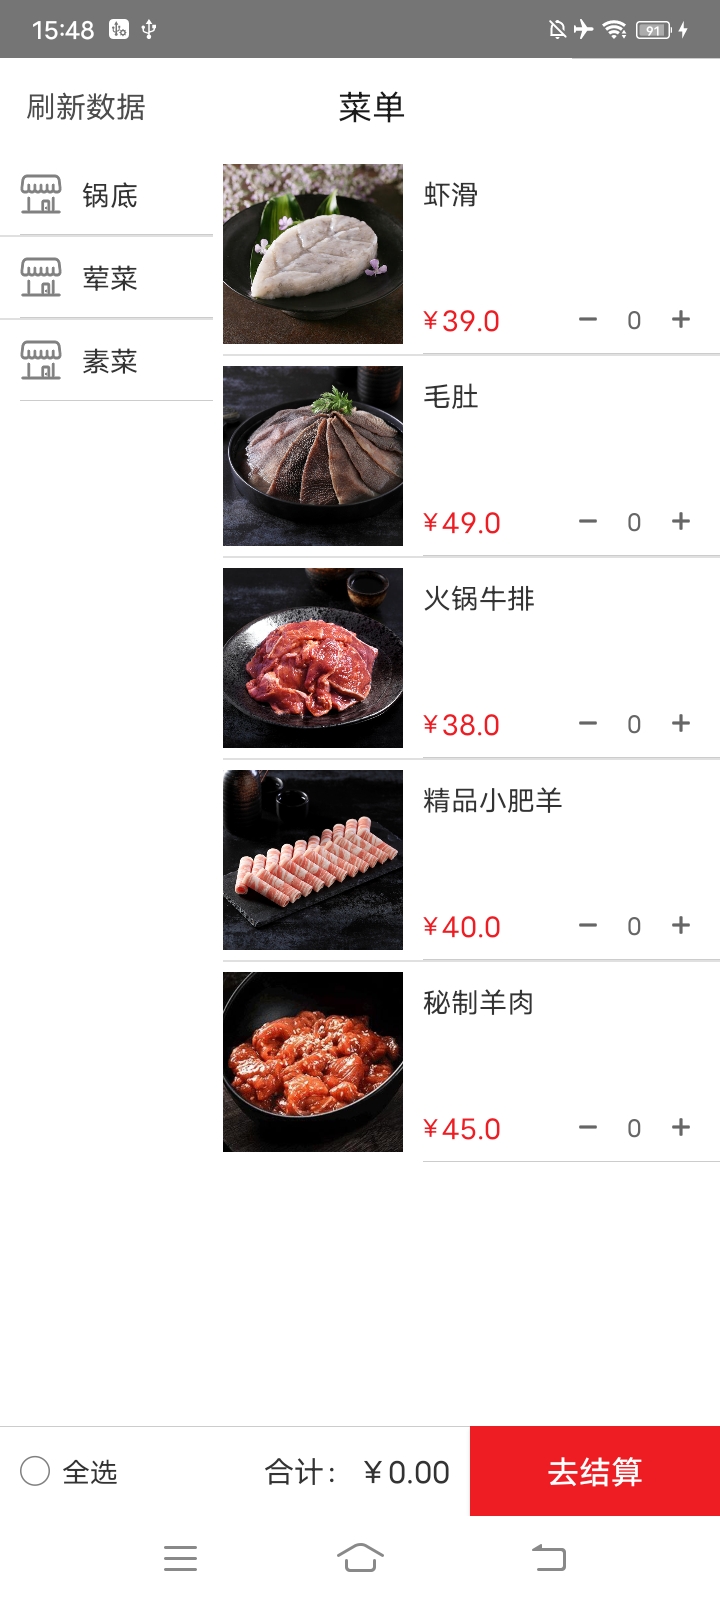 15:48
91
刷新数据
菜单
锅底
荤菜
素菜
虾滑
¥39.0
0
毛肚
¥49.0
0
火锅牛排
¥38.0
0
精品小肥羊
¥40.0
0
秘制羊肉
¥45.0
0
全选
合计： ¥0.00
去结算